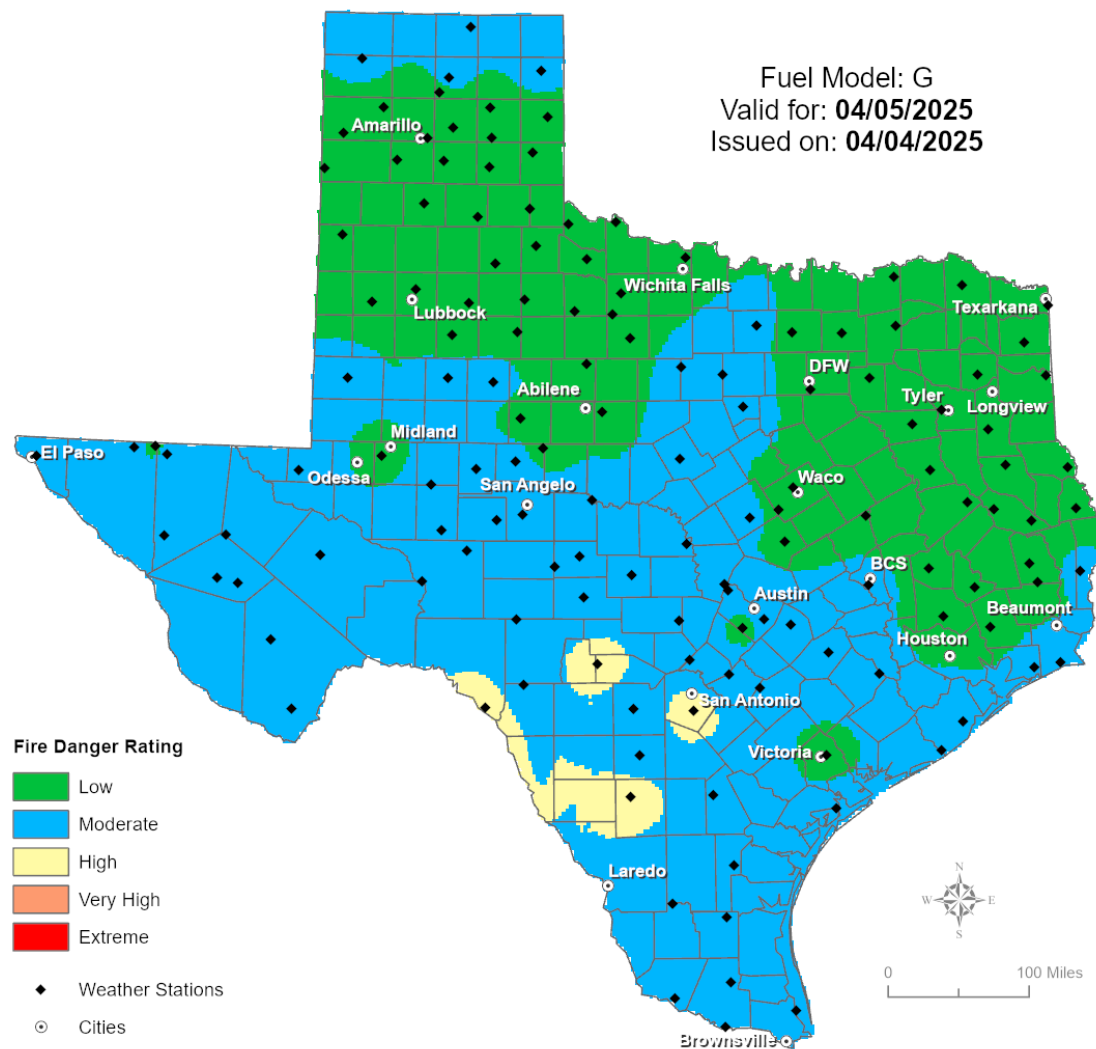 Fuel Model: G
Valid for: 04/05/2025
Issued on: 04/04/2025
Amarillo
Wichita Falls
Lubbock
Texarkana
DFW
Abilene
Tyler
Longview
Midland
El Paso
Odessa
San Angelo
Waco
BCS
Austin
Beaumont
Houston
San Antonio
Victoria
Laredo
Brownsville
Fire Danger Rating
Low
Moderate
High
Very High
Extreme
Weather Stations
Cities
N
W
E
S
0
100 Miles